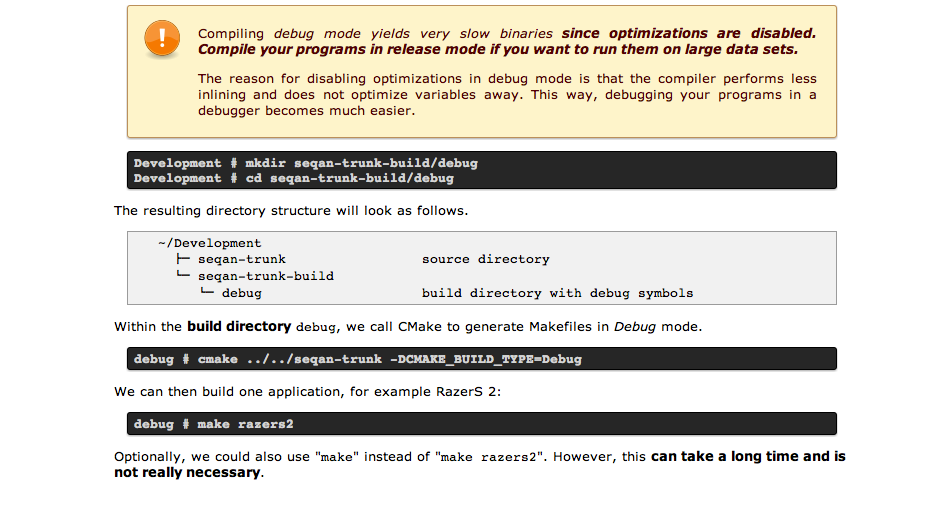 Compiling debug mode yields very slow binaries since optimizations are disabled.
Compile your programs in release mode if you want to run them on large data sets.
The reason for disabling optimizations in debug mode is that the compiler performs less
inlining and does not optimize variables away. This way, debugging your programs in a
debugger becomes much easier.
Development # mkdir seqan-trunk-build/debug
Development # cd seqan-trunk-build/debug
The resulting directory structure will look as follows.
~/Development
├─ seqan-trunk source directory
└─ seqan-trunk-build
└─ debug build directory with debug symbols
Within the build directory debug, we call CMake to generate Makefiles in Debug mode.
debug # cmake ../../seqan-trunk -DCMAKE_BUILD_TYPE=Debug
We can then build one application, for example RazerS 2:
debug # make razers2
Optionally, we could also use "make" instead of "make razers2". However, this can take a long time and is
not really necessary.